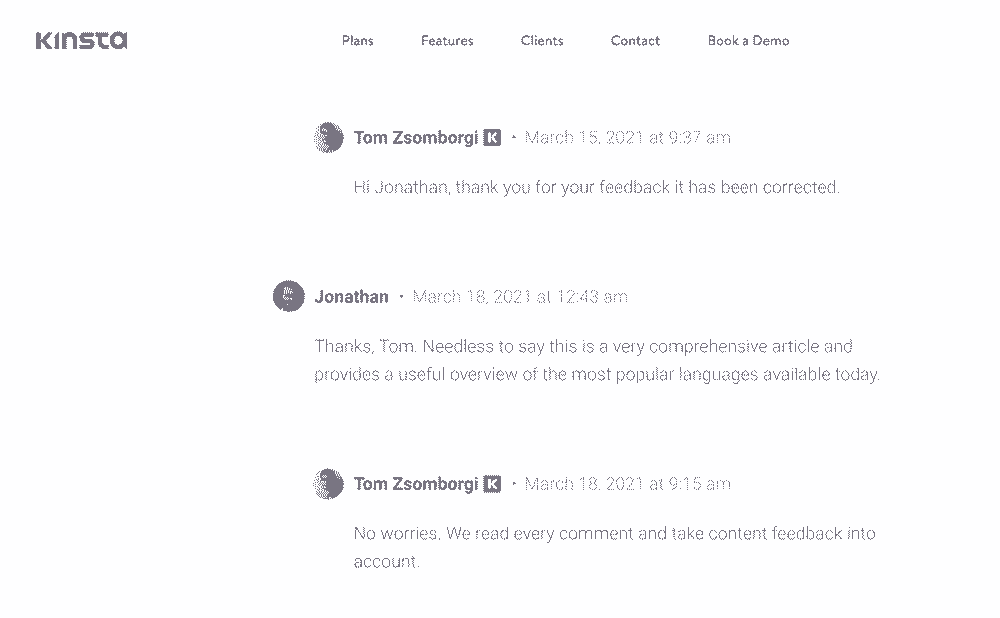 Kinsta
Plans Features Clients Contact Book a Demo
Tom Zsomborgi K • March 15, 2021 at 9:37 am
Hi Jonathan, thank you for your feedback it has been corrected.
Jonathan • March 18, 2021 at 12:43 am
Thanks, Tom. Needless to say this is a very comprehensive article and
provides a useful overview of the most popular languages available today.
Tom Zsomborgi K • March 18, 2021 at 9:15 am
No worries. We read every comment and take content feedback into
account.